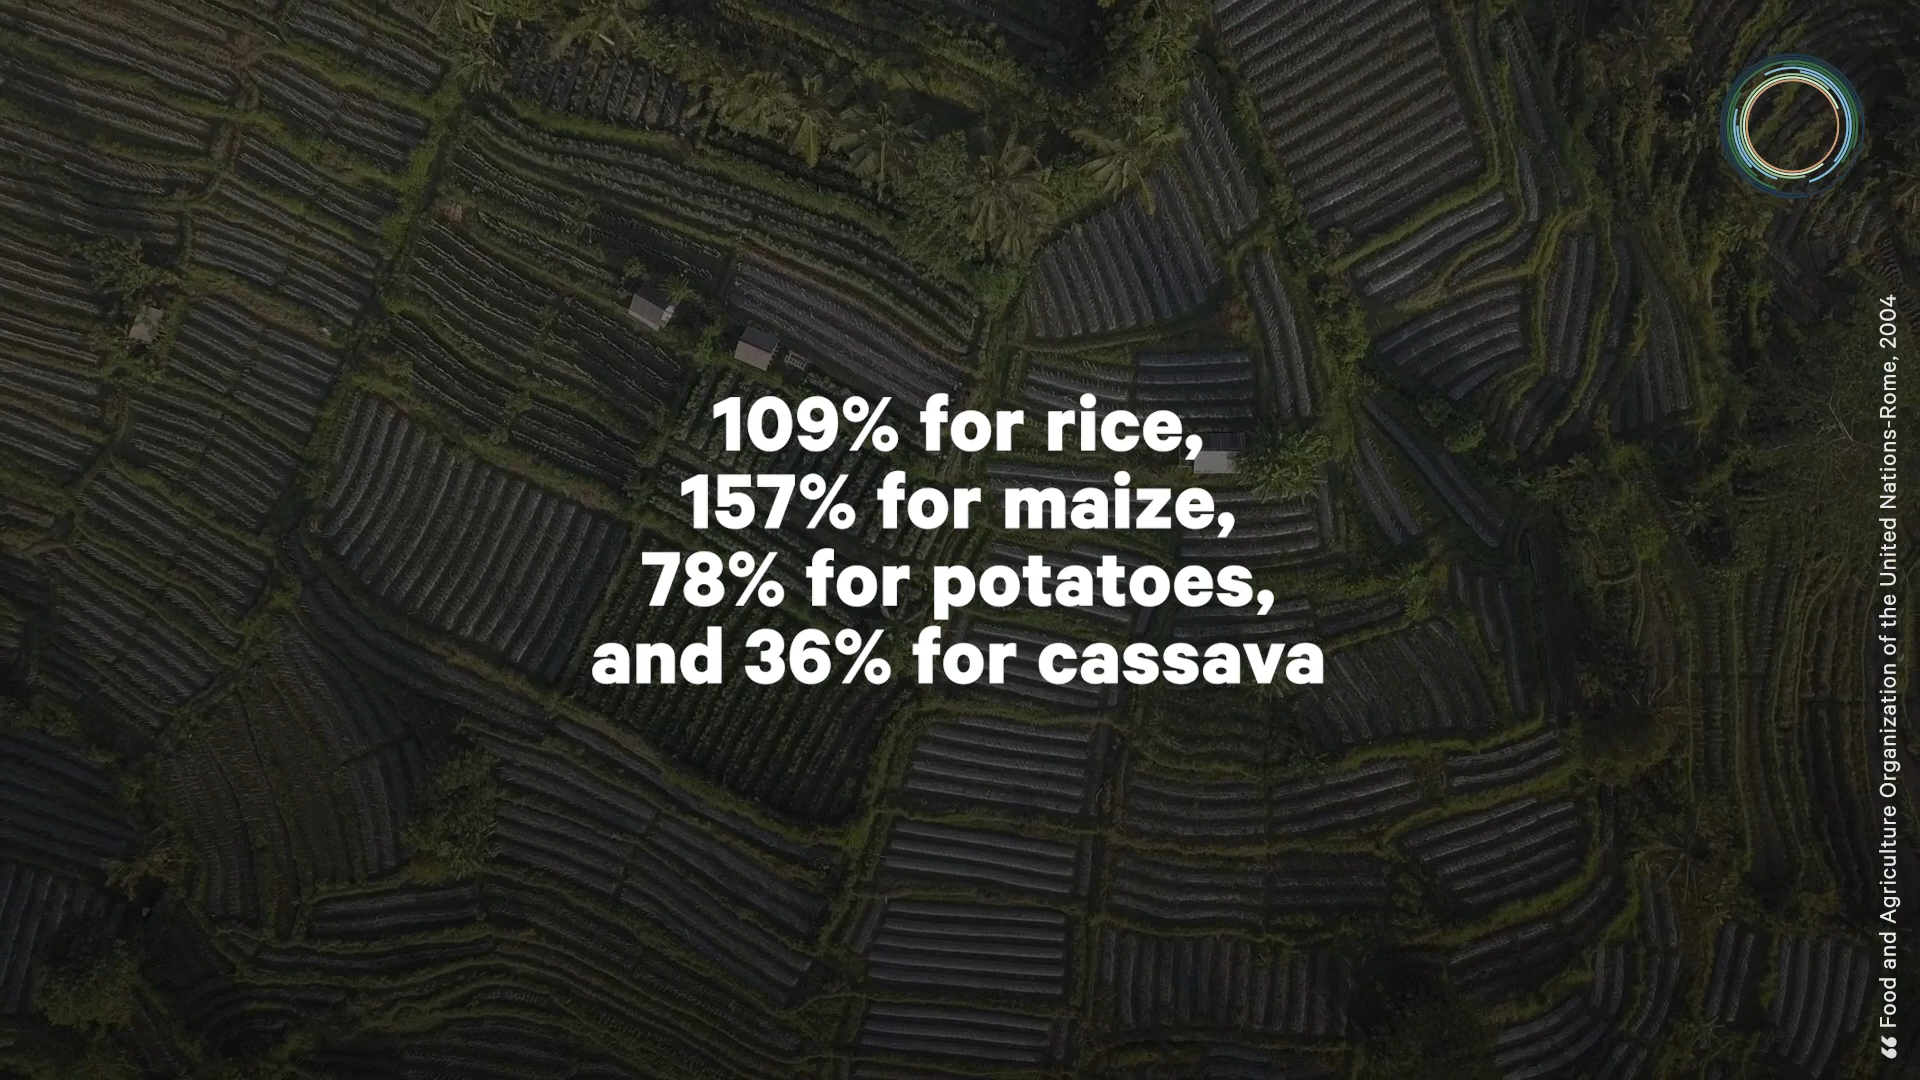 109% for rice,
157% for maize,
78% for potatoes,
and 36% for cassava
❝ Food and Agriculture Organization of the United Nations-Rome, 2004